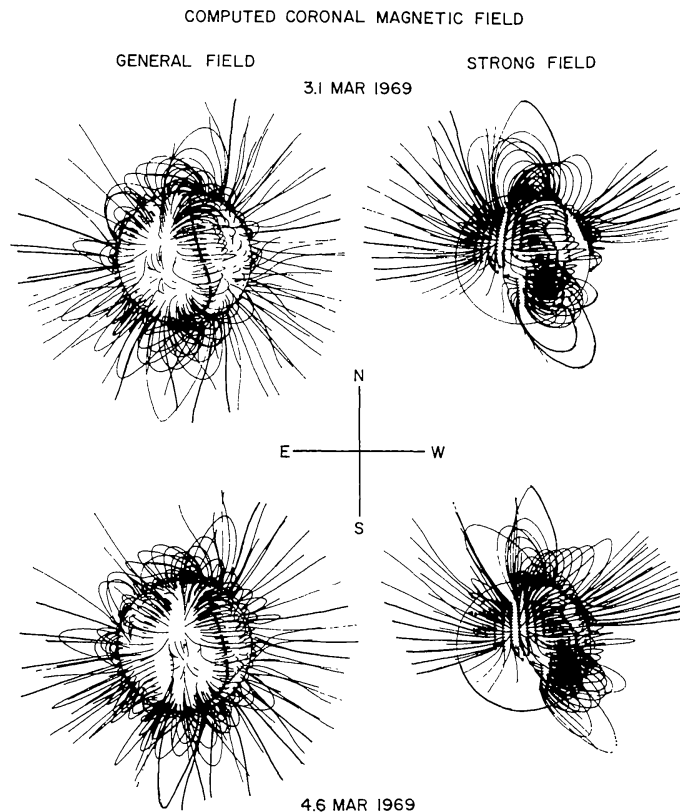 COMPUTED CORONAL MAGNETIC FIELD
GENERAL FIELD
STRONG FIELD
3.1 MAR 1969
N
E
W
S
4.6 MAR 1969